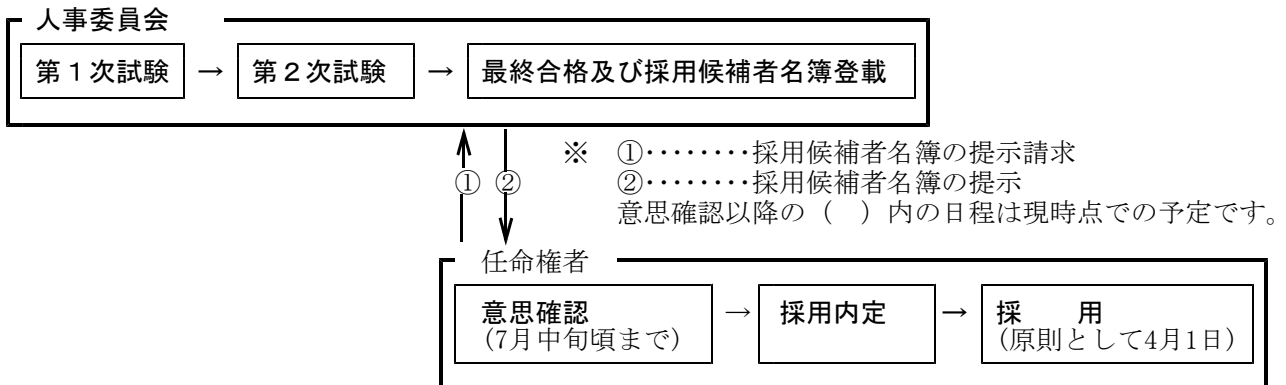 人事委員会
第1次試験 → 第2次試験 → 最終合格及び採用候補者名簿登載
※ ①・・・・・・・・採用候補者名簿の提示請求
① ② ②・・・・・・・・採用候補者名簿の提示
意思確認以降の（　）内の日程は現時点での予定です。
任命権者
意思確認 → 採用内定 → 採　用
(7月中旬頃まで) (原則として4月1日)